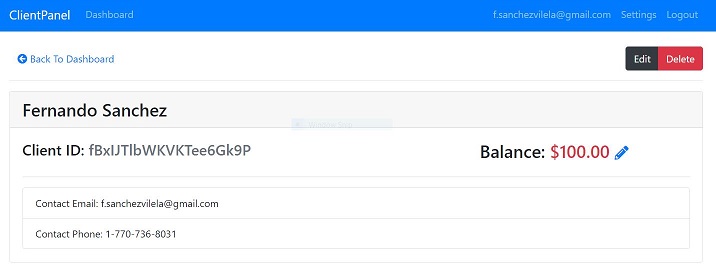 ClientPanel Dashboard f.sanchezvilela@gmail.com Settings Logout
Back To Dashboard Edit Delete
Fernando Sanchez
Client ID: fBxIJTlbWKVKTee6Gk9P Balance: $100.00
Contact Email: f.sanchezvilela@gmail.com
Contact Phone: 1-770-736-8031